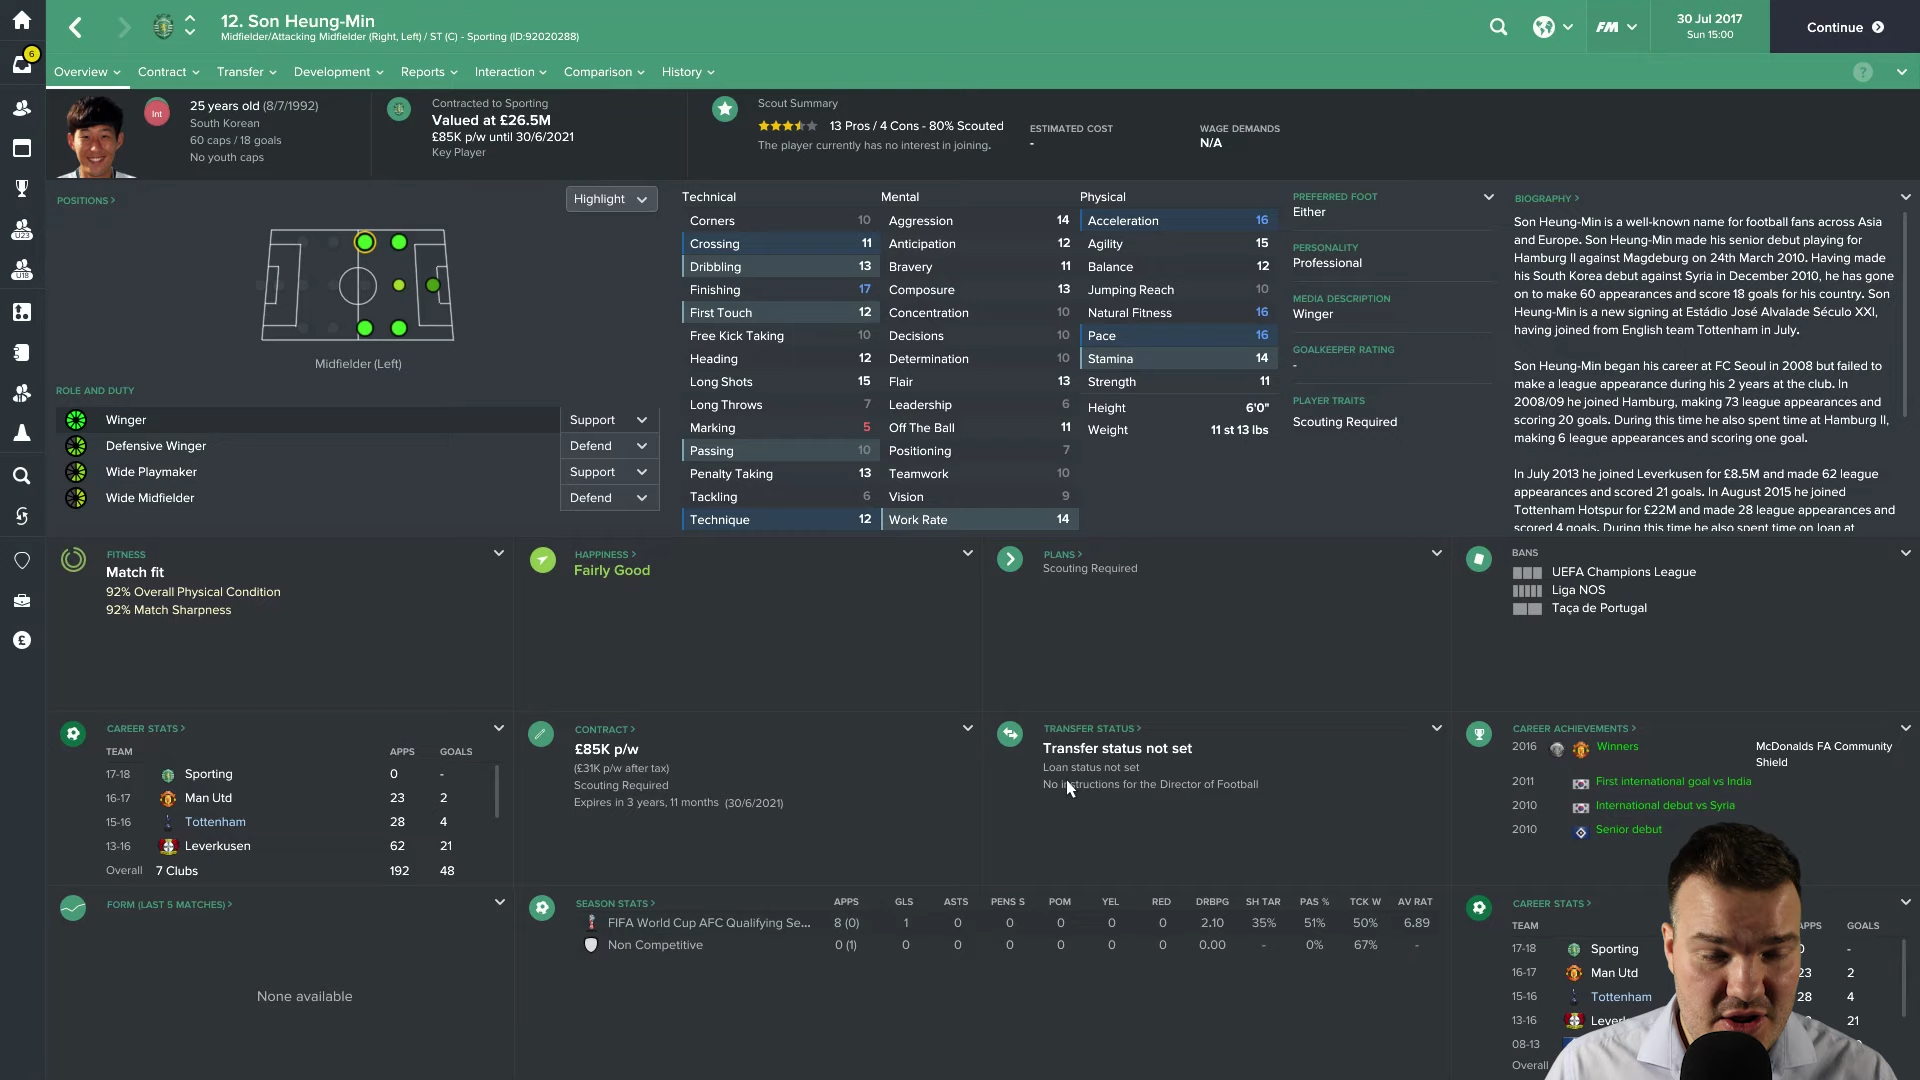 12. Son Heung-Min
Midfielder/Attacking Midfielder (Right, Left) / ST (C) - Sporting (ID:92020288)
FM
30 Jul 2017
Sun 15:00
Continue
6
Overview
Contract
Transfer
Development
Reports
Interaction
Comparison
History
?
Int
25 years old (8/7/1992)
South Korean
60 caps / 18 goals
No youth caps
Contracted to Sporting
Valued at £26.5M
£85K p/w until 30/6/2021
Key Player
Scout Summary
13 Pros / 4 Cons - 80% Scouted
The player currently has no interest in joining.
ESTIMATED COST
-
WAGE DEMANDS
N/A
POSITIONS >
Highlight
Midfielder (Left)
ROLE AND DUTY
Winger Support
Defensive Winger Defend
Wide Playmaker Support
Wide Midfielder Defend
Technical
Corners 10
Crossing 11
Dribbling 13
Finishing 17
First Touch 12
Free Kick Taking 10
Heading 12
Long Shots 15
Long Throws 7
Marking 5
Passing 10
Penalty Taking 13
Tackling 6
Technique 12
Mental
Aggression 14
Anticipation 12
Bravery 11
Composure 13
Concentration 10
Decisions 10
Determination 10
Flair 13
Leadership 6
Off The Ball 11
Positioning 7
Teamwork 10
Vision 9
Work Rate 14
Physical
Acceleration 16
Agility 15
Balance 12
Jumping Reach 10
Natural Fitness 16
Pace 16
Stamina 14
Strength 11
Height 6'0"
Weight 11 st 13 lbs
PREFERRED FOOT
Either
PERSONALITY
Professional
MEDIA DESCRIPTION
Winger
GOALKEEPER RATING
-
PLAYER TRAITS
Scouting Required
BIOGRAPHY >
Son Heung-Min is a well-known name for football fans across Asia
and Europe. Son Heung-Min made his senior debut playing for
Hamburg II against Magdeburg on 24th March 2010. Having made
his South Korea debut against Syria in December 2010, he has gone
on to make 60 appearances and score 18 goals for his country. Son
Heung-Min is a new signing at Estádio José Alvalade Século XXI,
having joined from English team Tottenham in July.
Son Heung-Min began his career at FC Seoul in 2008 but failed to
make a league appearance during his 2 years at the club. In
2008/09 he joined Hamburg, making 73 league appearances and
scoring 20 goals. During this time he also spent time at Hamburg II,
making 6 league appearances and scoring one goal.
In July 2013 he joined Leverkusen for £8.5M and made 62 league
appearances and scored 21 goals. In August 2015 he joined
Tottenham Hotspur for £22M and made 28 league appearances and
scored 4 goals. During this time he also spent time on loan at
U23
U18
FITNESS
Match fit
92% Overall Physical Condition
92% Match Sharpness
HAPPINESS >
Fairly Good
PLANS >
Scouting Required
BANS
UEFA Champions League
Liga NOS
Taça de Portugal
CAREER STATS >
TEAM APPS GOALS
17-18 Sporting 0 -
16-17 Man Utd 23 2
15-16 Tottenham 28 4
13-16 Leverkusen 62 21
Overall 7 Clubs 192 48
CONTRACT >
£85K p/w
(£31K p/w after tax)
Scouting Required
Expires in 3 years, 11 months (30/6/2021)
TRANSFER STATUS >
Transfer status not set
Loan status not set
No instructions for the Director of Football
CAREER ACHIEVEMENTS >
2016 Winners McDonalds FA Community
Shield
2011 First international goal vs India
2010 International debut vs Syria
2010 Senior debut
FORM (LAST 5 MATCHES) >
None available
SEASON STATS > APPS GLS ASTS PENS S POM YEL RED DRBPG SH TAR PAS % TCK W AV RAT
FIFA World Cup AFC Qualifying Se... 8 (0) 1 0 0 0 0 0 2.10 35% 51% 50% 6.89
Non Competitive 0 (1) 0 0 0 0 0 0 0.00 - 0% 67% -
CAREER STATS >
TEAM APPS GOALS
17-18 Sporting 0 -
16-17 Man Utd 23 2
15-16 Tottenham 28 4
13-16 21
08-13
Overall